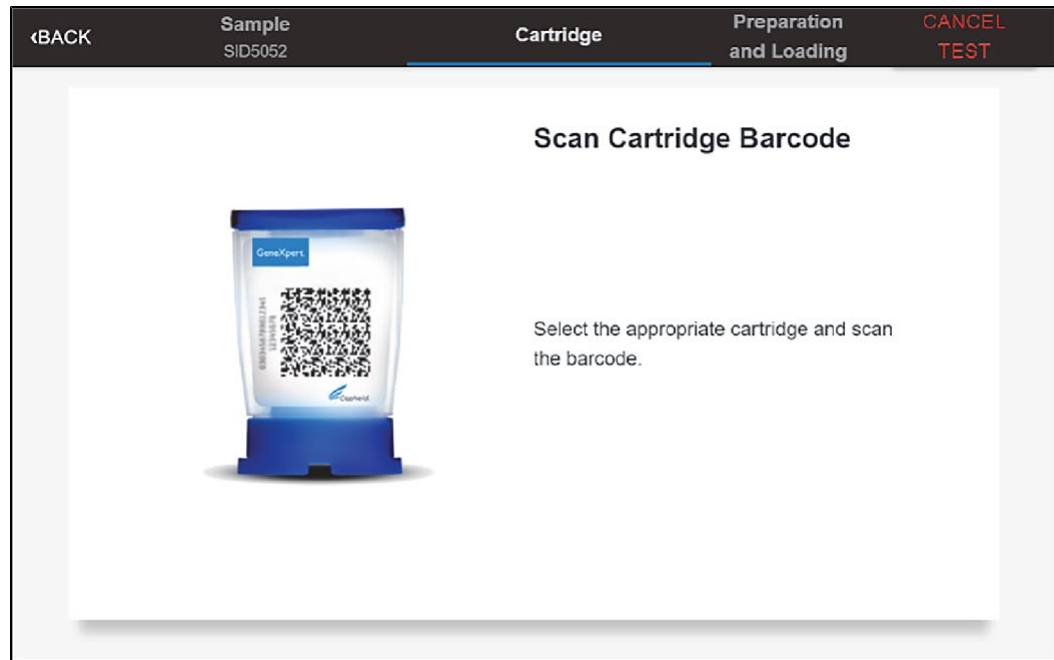 ‹BACK
Sample
SID5052
Cartridge
Preparation
and Loading
CANCEL
TEST
Scan Cartridge Barcode
GeneXpert
Cepheid.
Select the appropriate cartridge and scan
the barcode.